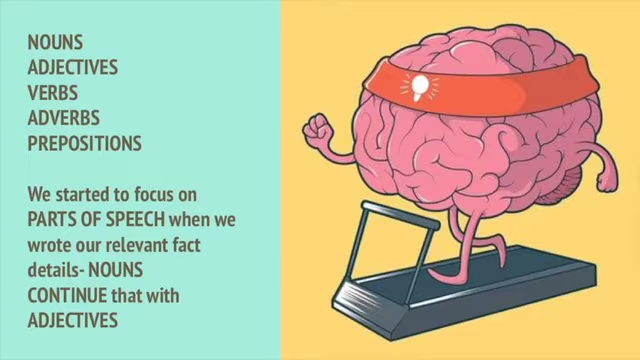 NOUNS
ADJECTIVES
VERBS
ADVERBS
PREPOSITIONS
We started to focus on
PARTS OF SPEECH when we
wrote our relevant fact
details- NOUNS
CONTINUE that with
ADJECTIVES